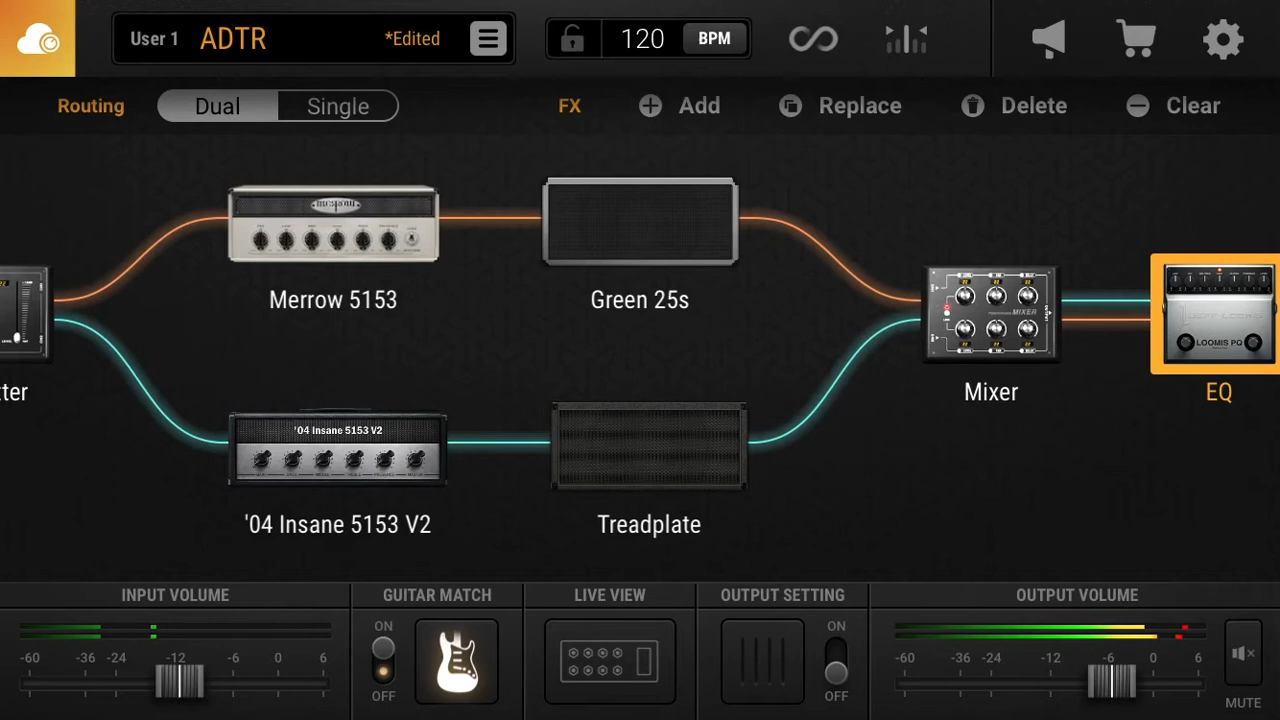 User 1 ADTR *Edited 120 BPM
Routing Dual Single FX Add Replace Delete Clear
Merrow 5153 Green 25s
MIXER
LOOMIS PQ
tter Mixer EQ
'04 Insane 5153 V2
'04 Insane 5153 V2 Treadplate
INPUT VOLUME GUITAR MATCH LIVE VIEW OUTPUT SETTING OUTPUT VOLUME
ON ON
-60 -36 -24 -12 -6 0 6 -60 -36 -24 -12 -6 0 6
OFF OFF MUTE